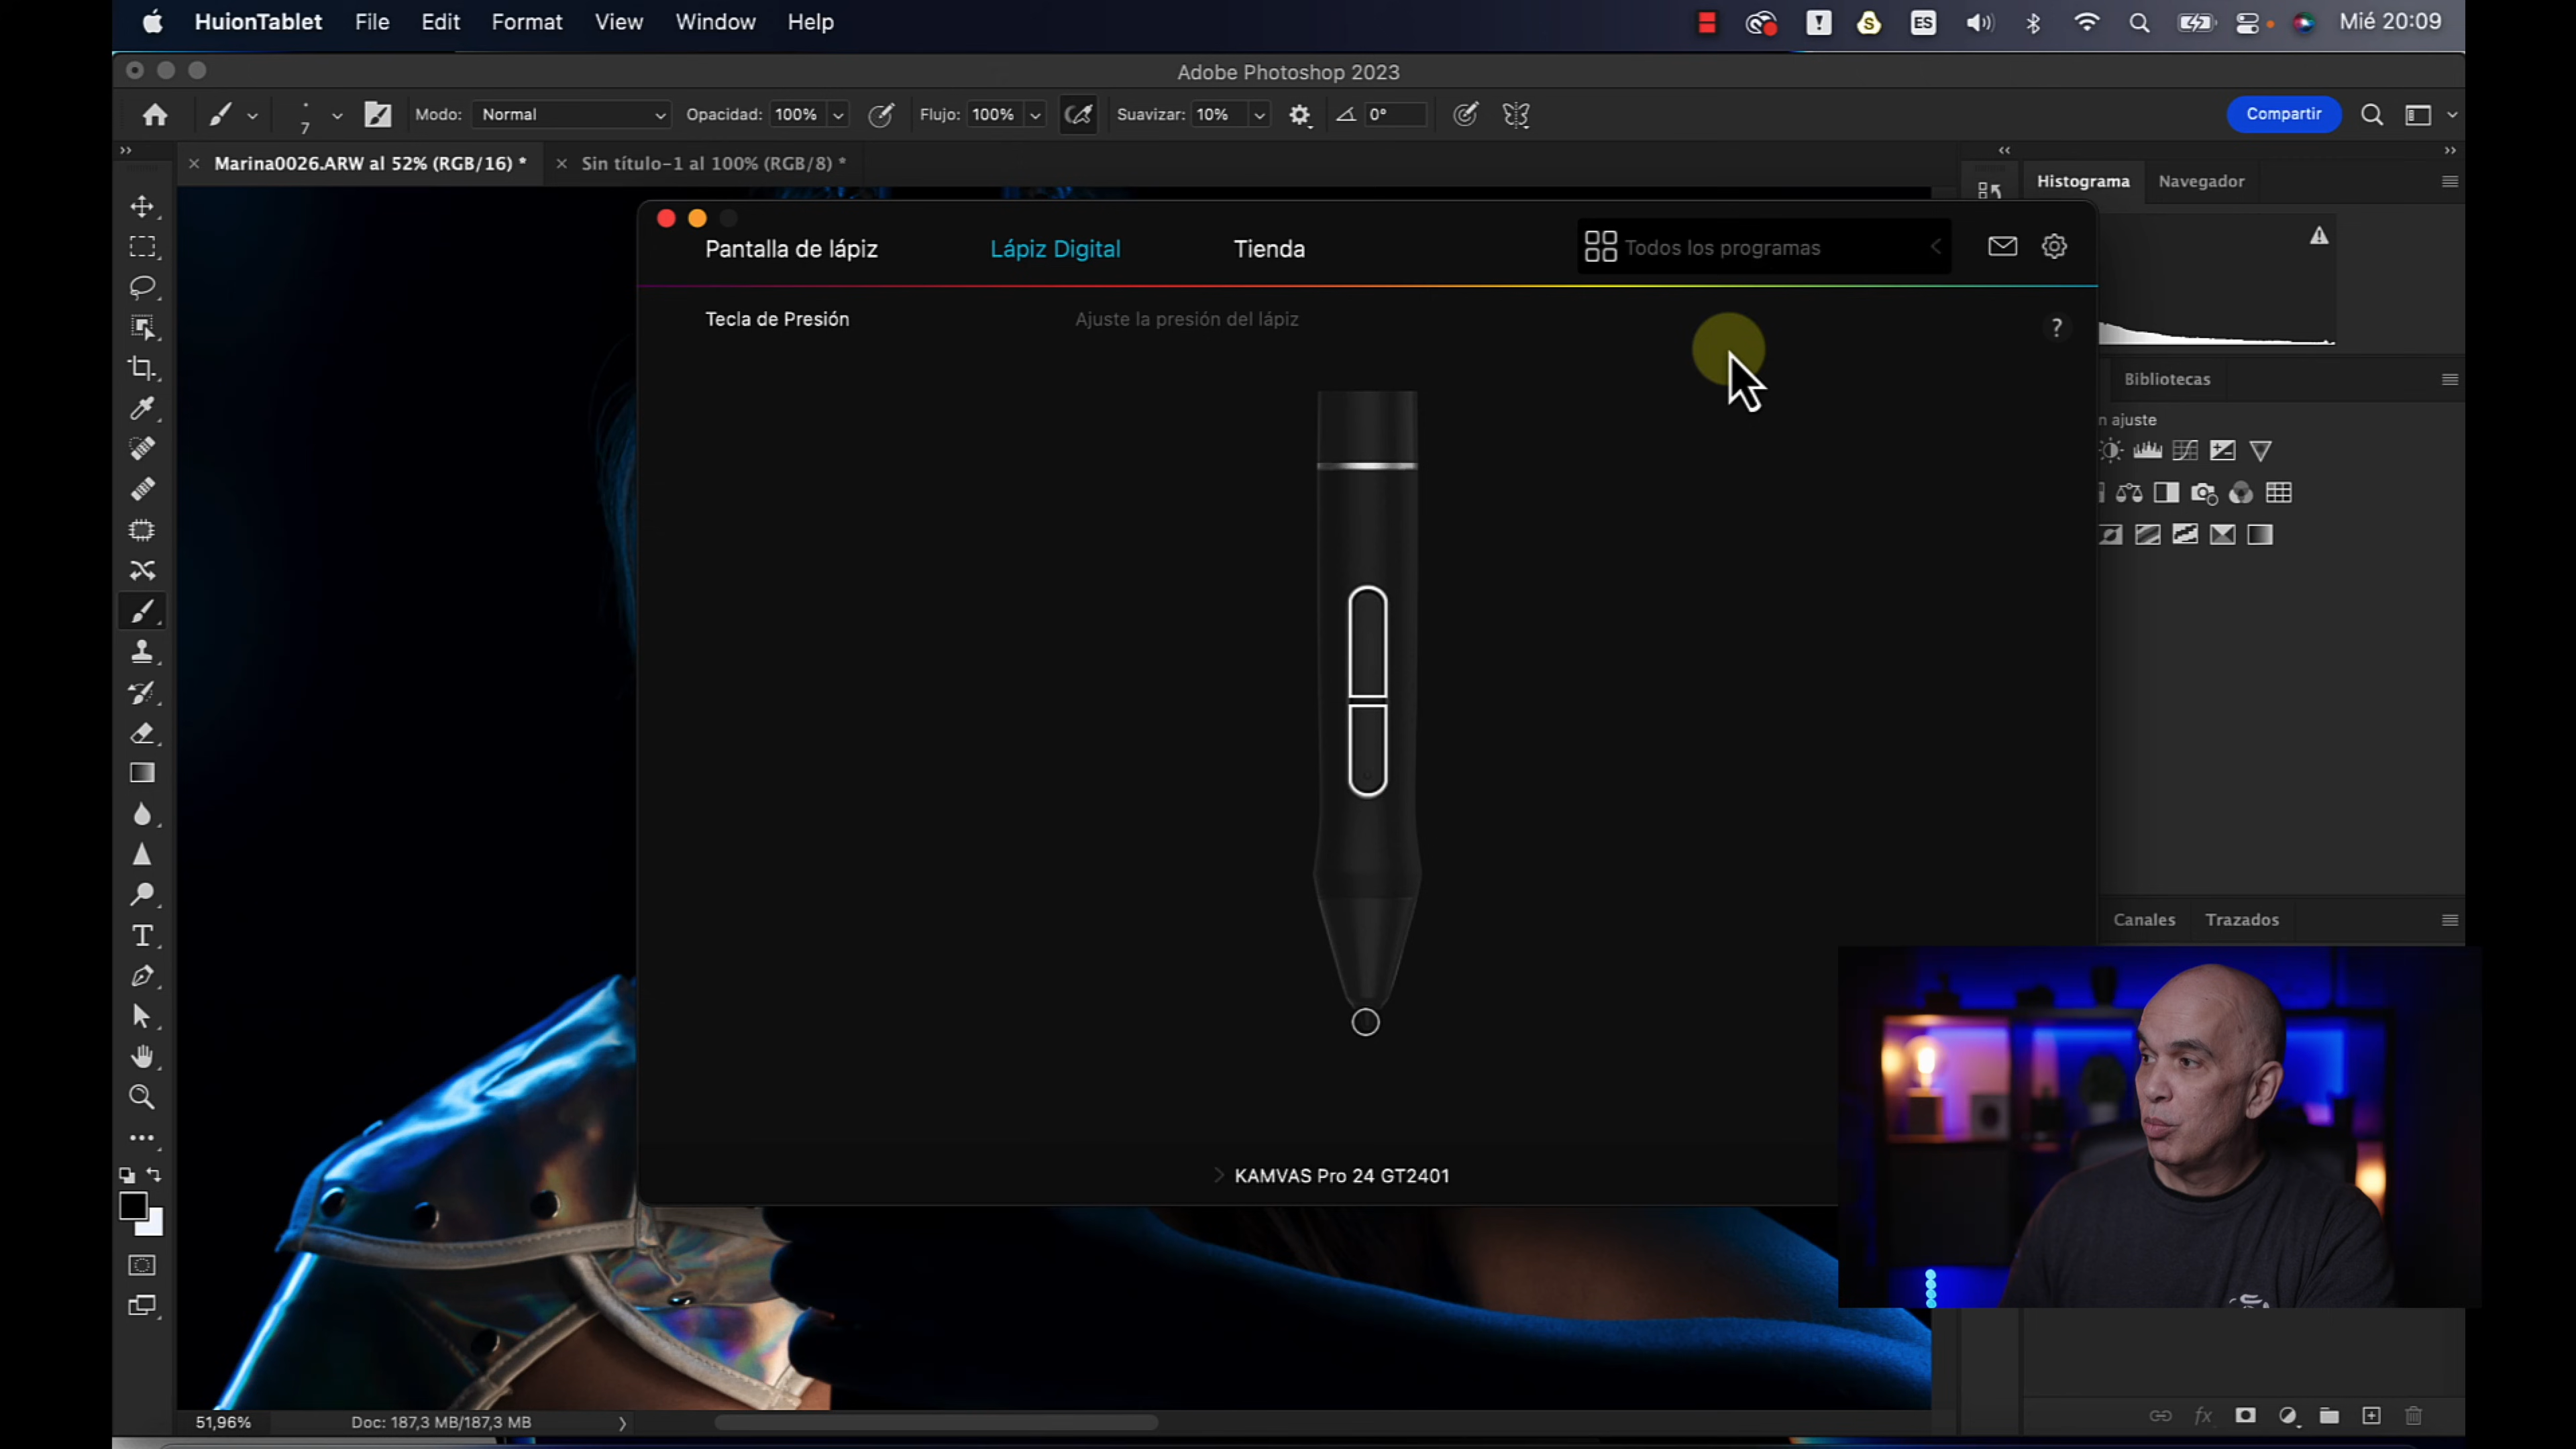 HuionTablet File Edit Format View Window Help ES Mié 20:09
Adobe Photoshop 2023
7 Modo: Normal Opacidad: 100% Flujo: 100% Suavizar: 10% 0° Compartir
Marina0026.ARW al 52% (RGB/16) * Sin título-1 al 100% (RGB/8) *
Histograma Navegador
Pantalla de lápiz Lápiz Digital Tienda Todos los programas
Tecla de Presión Ajuste la presión del lápiz ?
Bibliotecas
n ajuste
Canales Trazados
KAMVAS Pro 24 GT2401
51,96% Doc: 187,3 MB/187,3 MB
fx